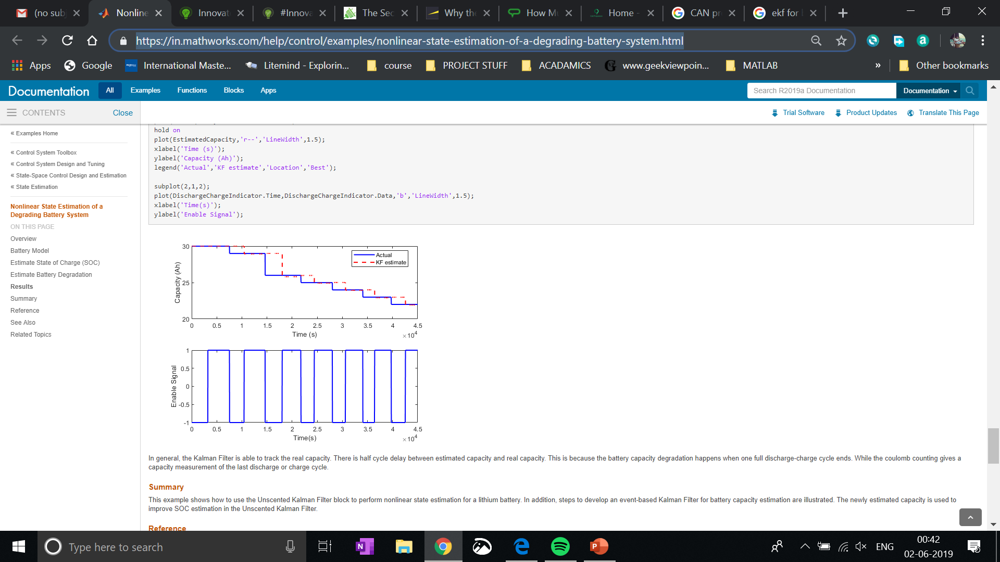 (no sub
Nonline
Innovat
#Innova
The Sec
Why th
How M
Home -
CAN pr
ekf for
https://in.mathworks.com/help/control/examples/nonlinear-state-estimation-of-a-degrading-battery-system.html
Apps
Google
International Maste...
Litemind - Explorin...
course
PROJECT STUFF
ACADAMICS
www.geekviewpoin...
MATLAB
»
Other bookmarks
Documentation
All
Examples
Functions
Blocks
Apps
Search R2019a Documentation
Documentation
CONTENTS
Close
Trial Software
Product Updates
Translate This Page
« Examples Home
« Control System Toolbox
« Control System Design and Tuning
« State-Space Control Design and Estimation
« State Estimation
Nonlinear State Estimation of a
Degrading Battery System
ON THIS PAGE
Overview
Battery Model
Estimate State of Charge (SOC)
Estimate Battery Degradation
Results
Summary
Reference
See Also
Related Topics
hold on
plot(EstimatedCapacity,'r--','LineWidth',1.5);
xlabel('Time (s)');
ylabel('Capacity (Ah)');
legend('Actual','KF estimate','Location','Best');
subplot(2,1,2);
plot(DischargeChargeIndicator.Time,DischargeChargeIndicator.Data,'b','LineWidth',1.5);
xlabel('Time(s)');
ylabel('Enable Signal');
30
25
20
Capacity (Ah)
Actual
KF estimate
0 0.5 1 1.5 2 2.5 3 3.5 4 4.5
Time (s)
×10⁴
1
0.5
0
-0.5
-1
Enable Signal
0 0.5 1 1.5 2 2.5 3 3.5 4 4.5
Time(s)
×10⁴
In general, the Kalman Filter is able to track the real capacity. There is half cycle delay between estimated capacity and real capacity. This is because the battery capacity degradation happens when one full discharge-charge cycle ends. While the coulomb counting gives a
capacity measurement of the last discharge or charge cycle.
Summary
This example shows how to use the Unscented Kalman Filter block to perform nonlinear state estimation for a lithium battery. In addition, steps to develop an event-based Kalman Filter for battery capacity estimation are illustrated. The newly estimated capacity is used to
improve SOC estimation in the Unscented Kalman Filter.
Reference
Type here to search
ENG
00:42
02-06-2019